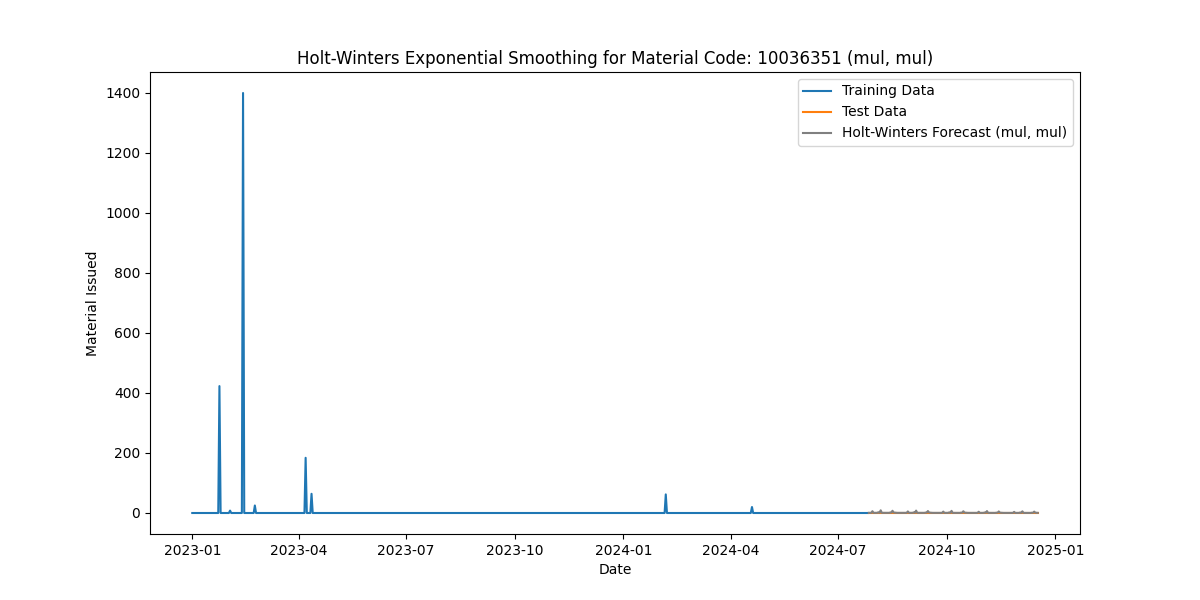 Holt-Winters Exponential Smoothing for Material Code: 10036351 (mul, mul)
Training Data
Test Data
Holt-Winters Forecast (mul, mul)
Material Issued
1400
1200
1000
800
600
400
200
0
2023-01 2023-04 2023-07 2023-10 2024-01 2024-04 2024-07 2024-10 2025-01
Date